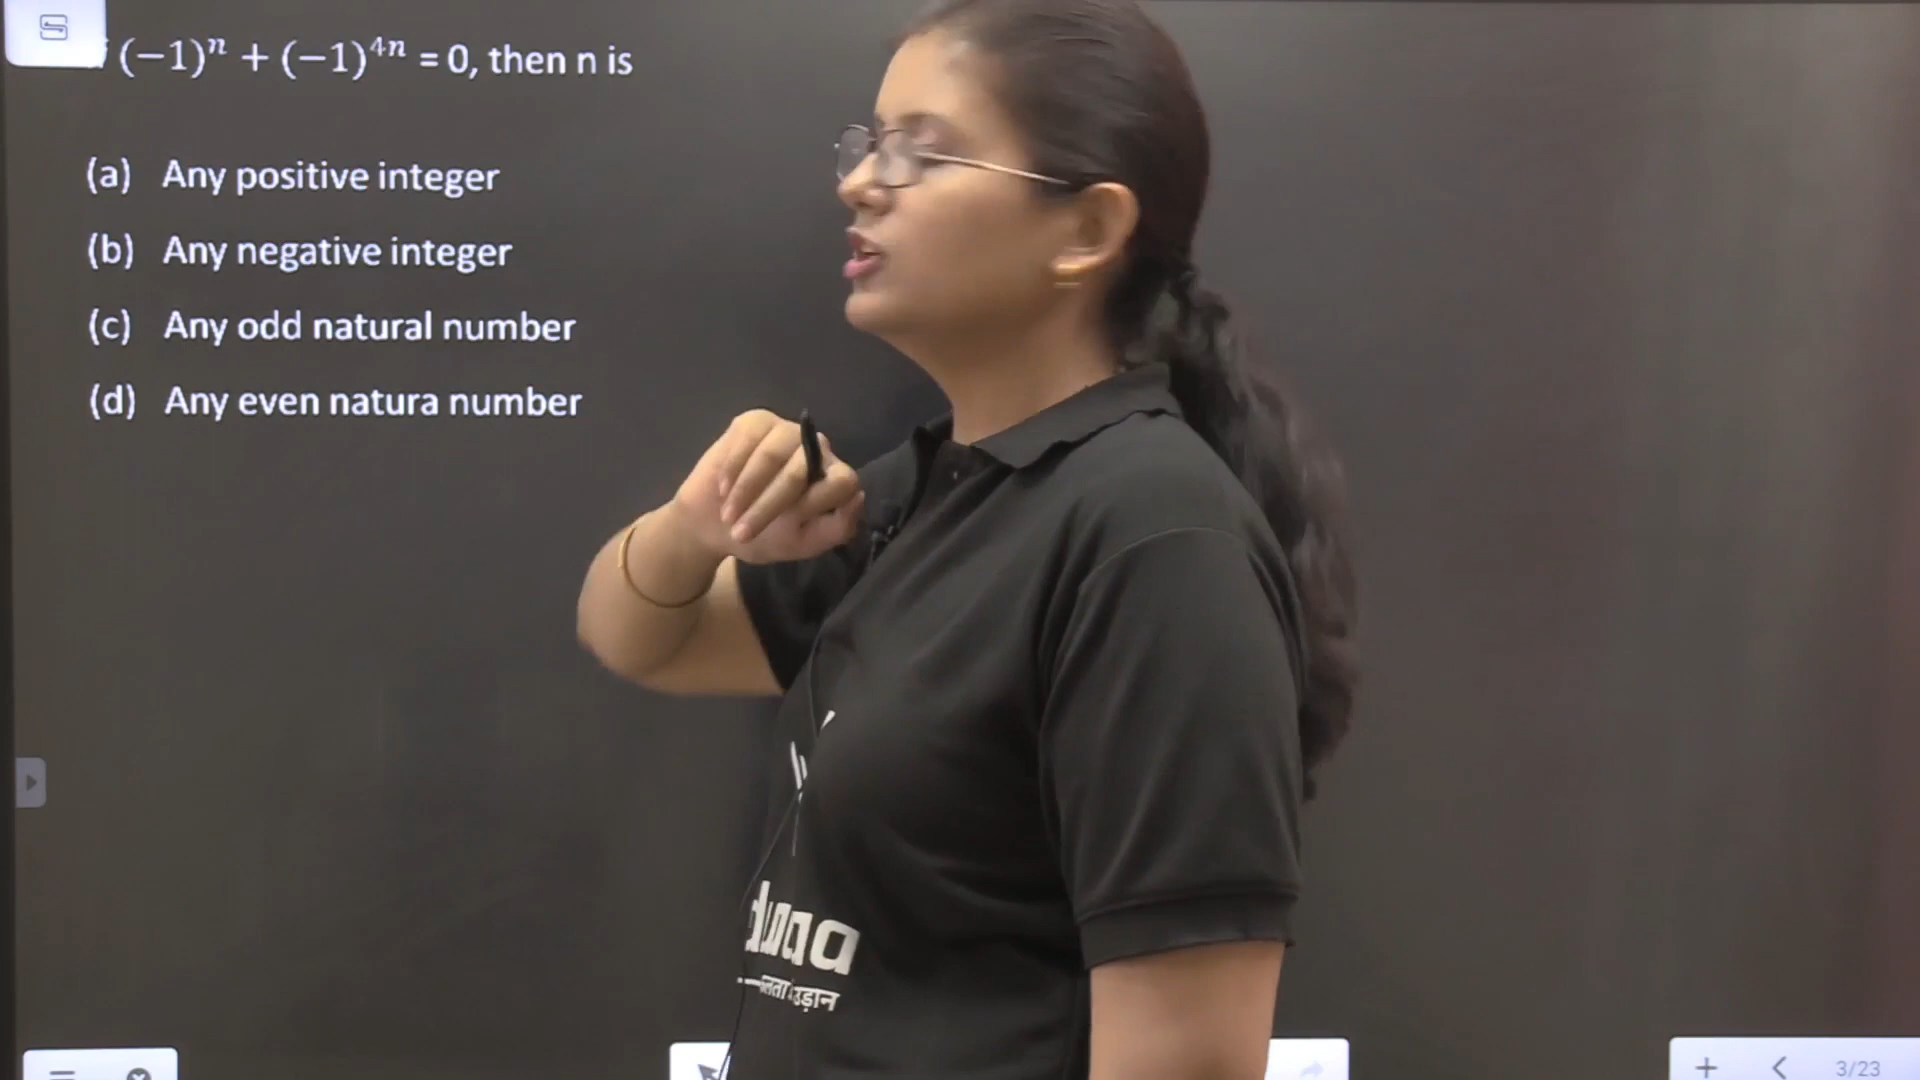 (−1)ⁿ + (−1)⁴ⁿ = 0, then n is
(a) Any positive integer
(b) Any negative integer
(c) Any odd natural number
(d) Any even natura number
उड़ान
3/23